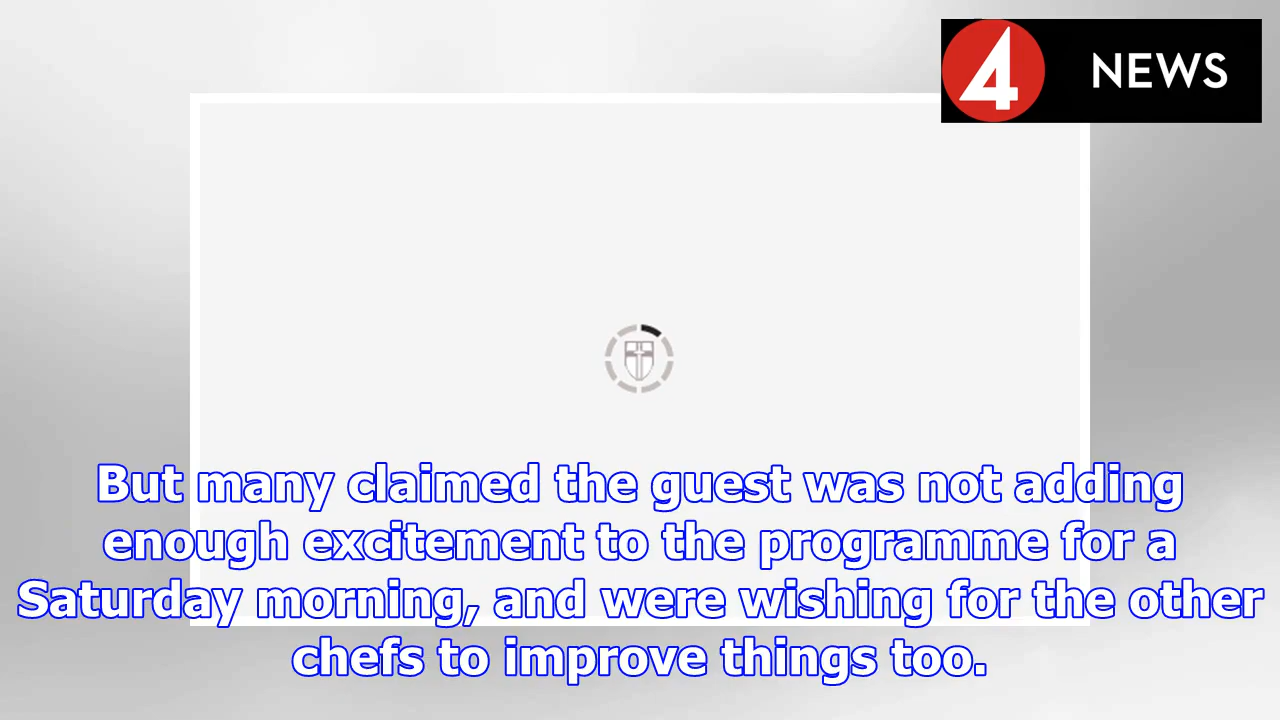 4 NEWS
But many claimed the guest was not adding
enough excitement to the programme for a
Saturday morning, and were wishing for the other
chefs to improve things too.